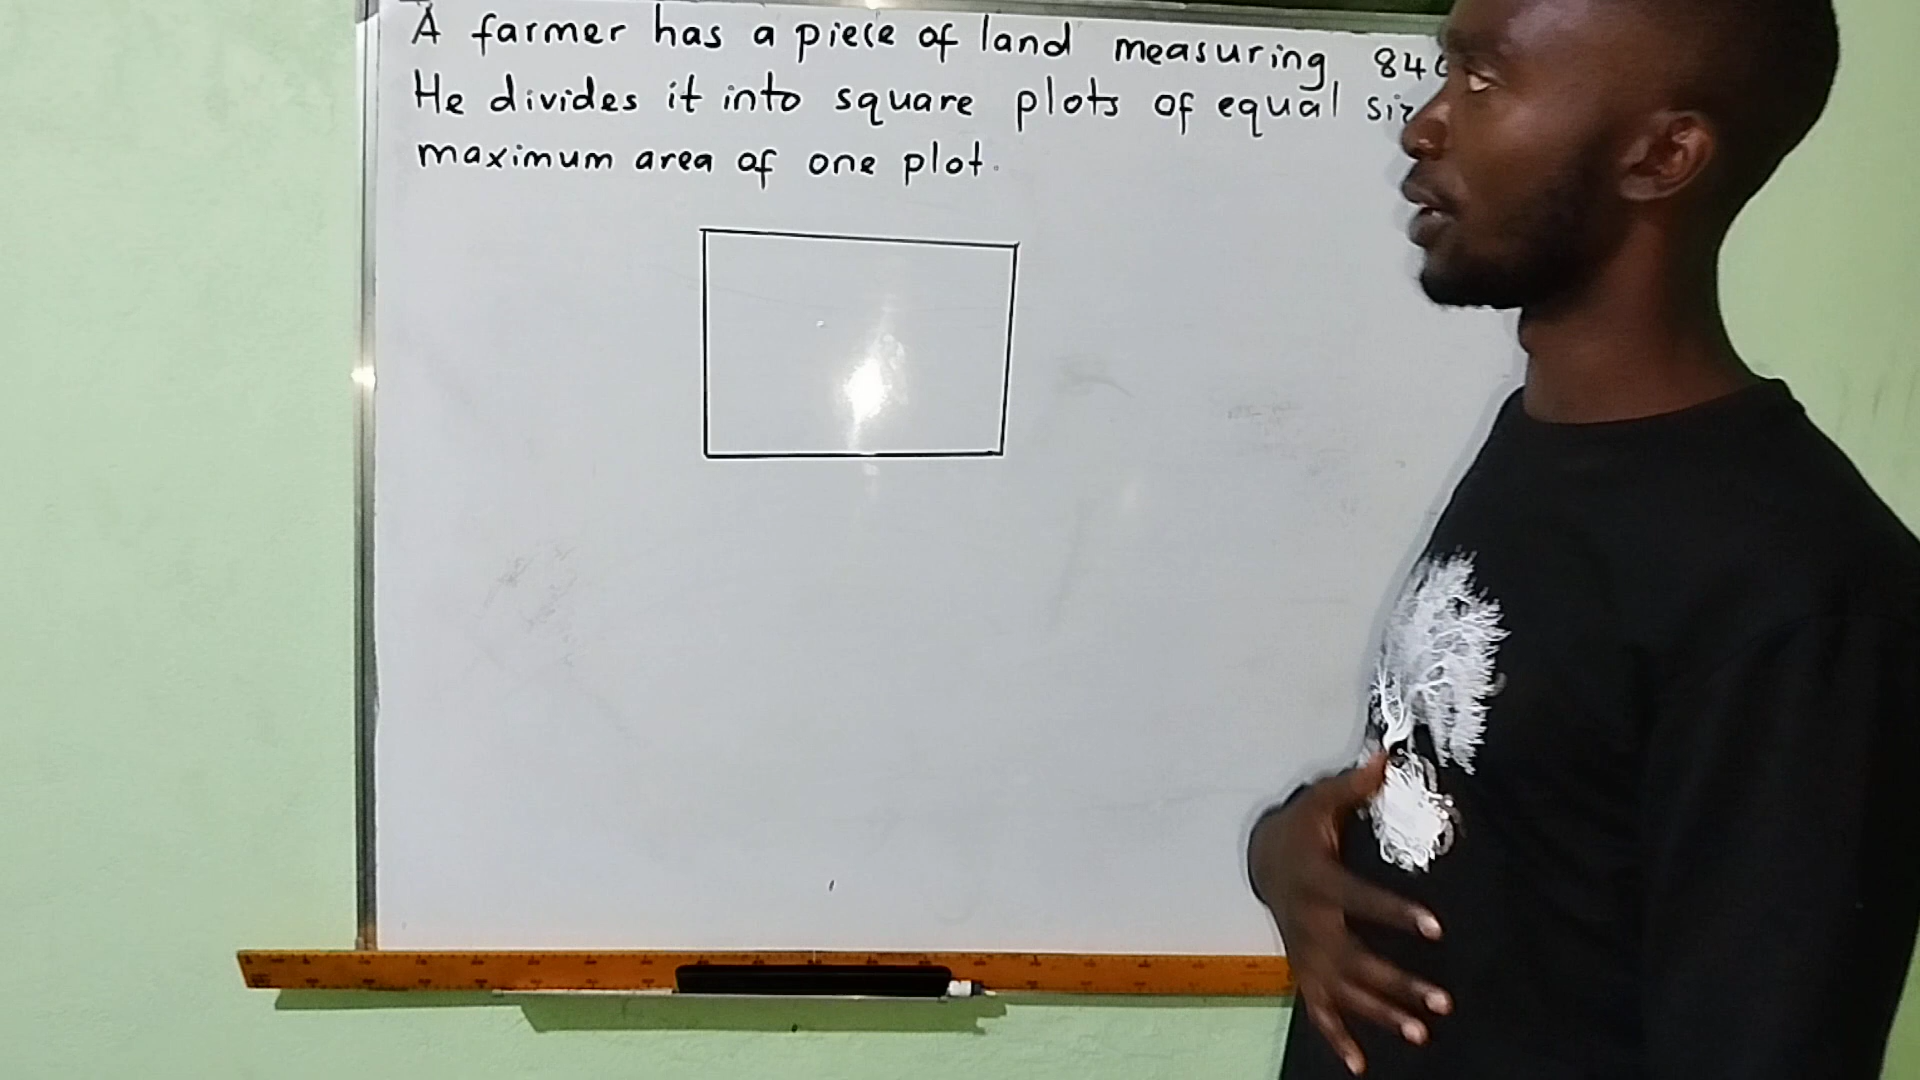 A farmer has a piece of land measuring 840
He divides it into square plots of equal
maximum area of one plot.